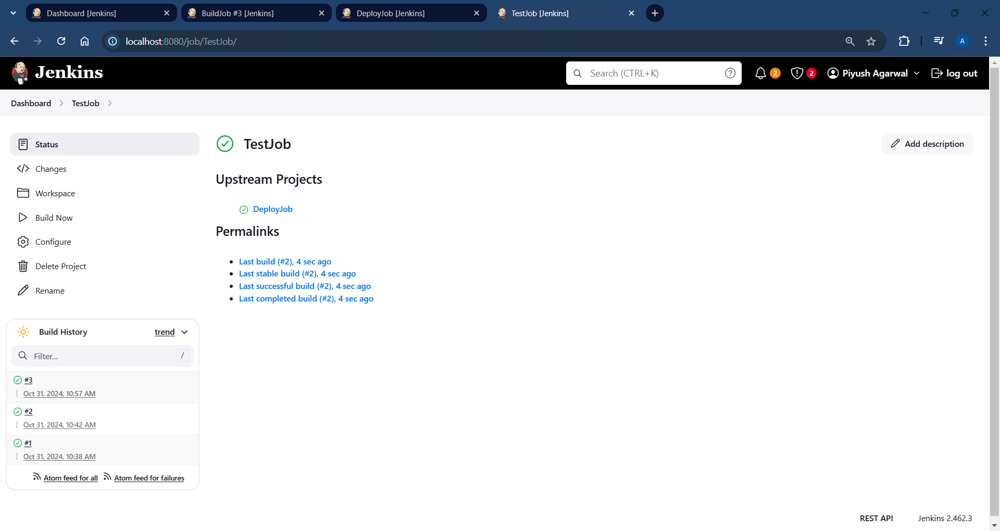 Dashboard [Jenkins]
BuildJob #3 [Jenkins]
DeployJob [Jenkins]
TestJob [Jenkins]
localhost:8080/job/TestJob/
A
Jenkins
Search (CTRL+K)
2
2
Piyush Agarwal
log out
Dashboard
TestJob
Status
Changes
Workspace
Build Now
Configure
Delete Project
Rename
Build History
trend
Filter...
/
#3
Oct 31, 2024, 10:57 AM
#2
Oct 31, 2024, 10:42 AM
#1
Oct 31, 2024, 10:38 AM
Atom feed for all
Atom feed for failures
TestJob
Add description
Upstream Projects
DeployJob
Permalinks
Last build (#2), 4 sec ago
Last stable build (#2), 4 sec ago
Last successful build (#2), 4 sec ago
Last completed build (#2), 4 sec ago
REST API
Jenkins 2.462.3